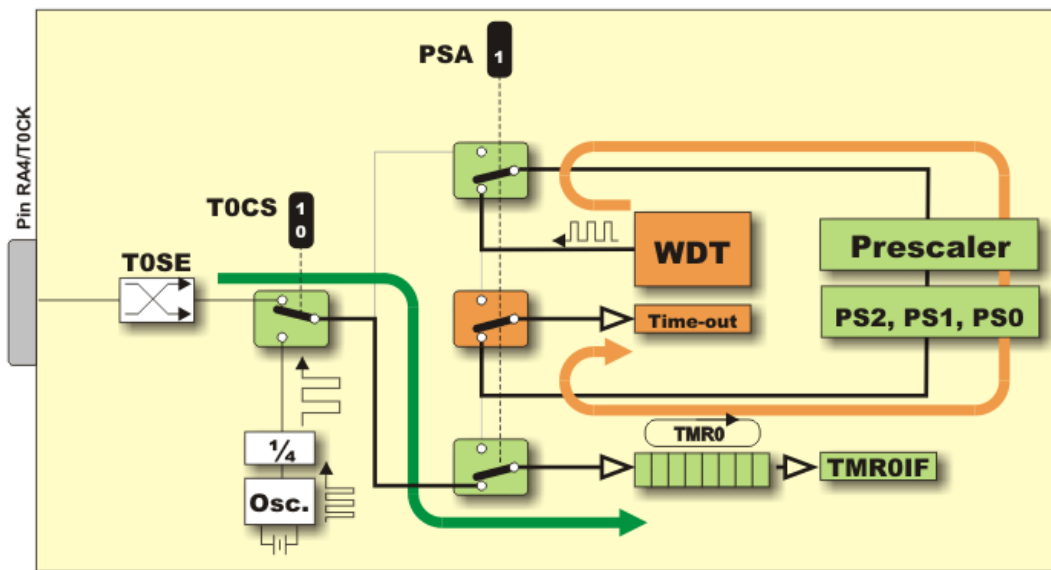 PSA
1
Pin RA4/T0CK
T0CS
1
0
T0SE
WDT
Prescaler
Time-out
PS2, PS1, PS0
¼
Osc.
TMR0
TMR0IF